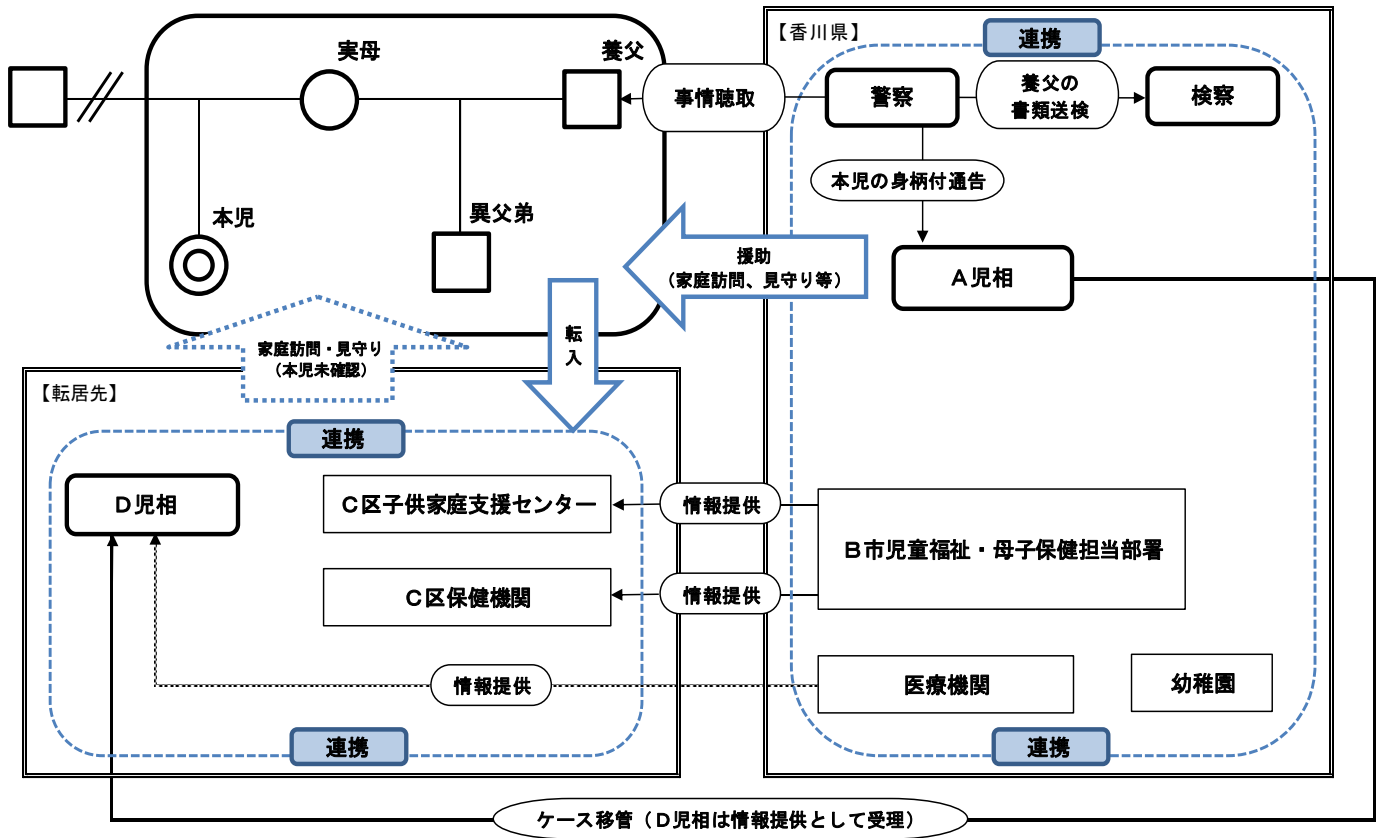 実母
養父
本児
異父弟
事情聴取
【香川県】
連携
警察
養父の
書類送検
検察
本児の身柄付通告
A児相
援助
(家庭訪問、見守り等)
転
入
家庭訪問・見守り
(本児未確認)
【転居先】
連携
D児相
C区子供家庭支援センター
情報提供
B市児童福祉・母子保健担当部署
C区保健機関
情報提供
情報提供
医療機関
幼稚園
連携
連携
ケース移管(D児相は情報提供として受理)